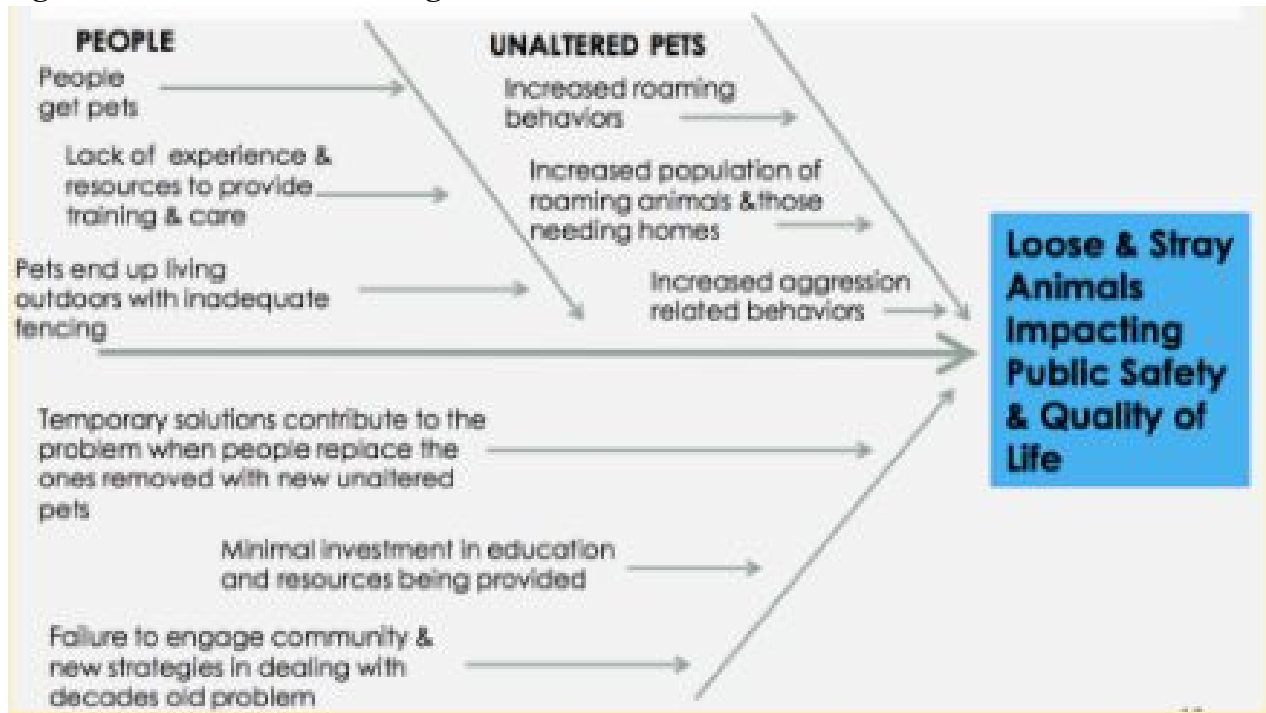 PEOPLE
People
get pets
Lack of experience &
resources to provide
training & care
Pets end up living
outdoors with inadequate
fencing
UNALTERED PETS
Increased roaming
behaviors
Increased population of
roaming animals &those
needing homes
Increased aggression
related behaviors
Temporary solutions contribute to the
problem when people replace the
ones removed with new unaltered
pets
Minimal investment in education
and resources being provided
Failure to engage community &
new strategies in dealing with
decades old problem
Loose & Stray
Animals
Impacting
Public Safety
& Quality of
Life